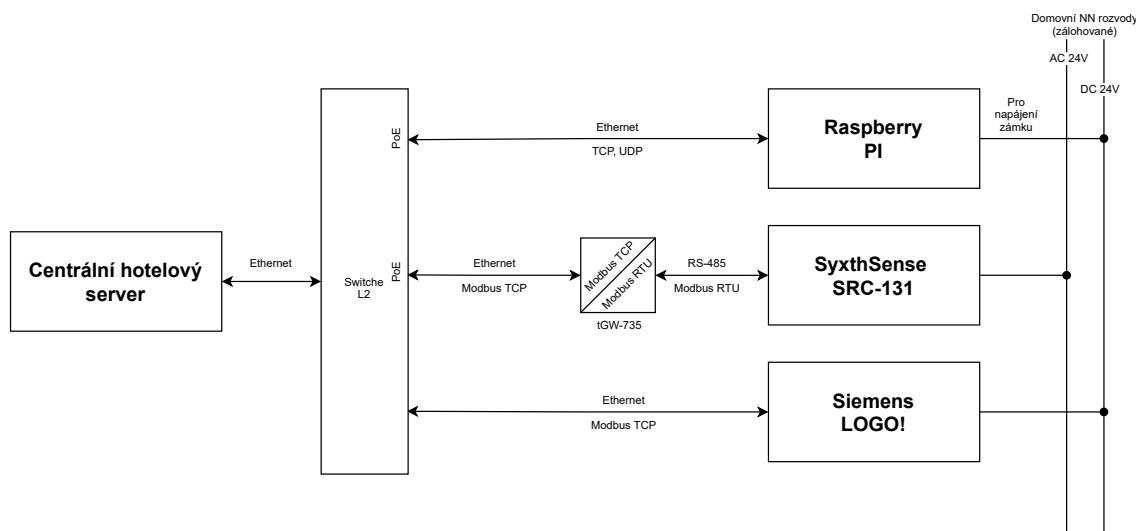 Domovní NN rozvody
(zálohované)
AC 24V
DC 24V
Pro
napájení
zámku
Raspberry
PI
Ethernet
TCP, UDP
PoE
Centrální hotelový
server
Ethernet
Switche
L2
PoE
Ethernet
Modbus TCP
Modbus TCP
Modbus RTU
tGW-735
RS-485
Modbus RTU
SyxthSense
SRC-131
Ethernet
Modbus TCP
Siemens
LOGO!